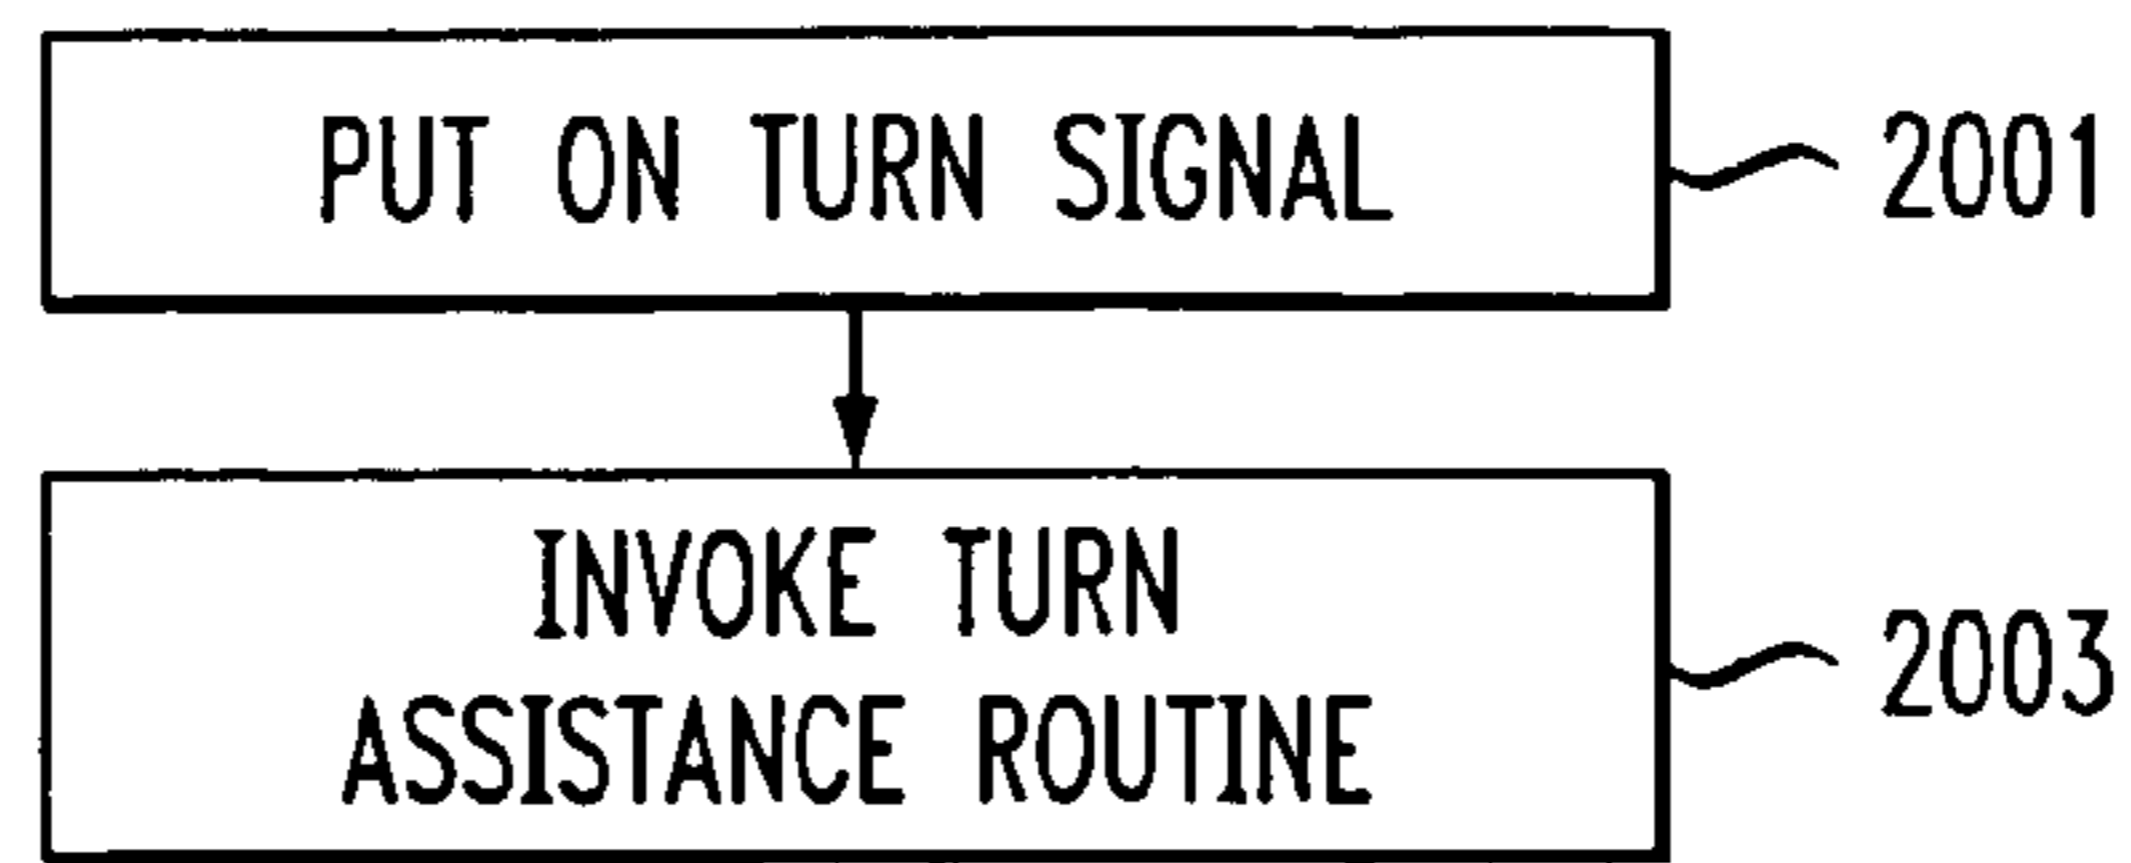 PUT ON TURN SIGNAL
2001
INVOKE TURN
ASSISTANCE ROUTINE
2003